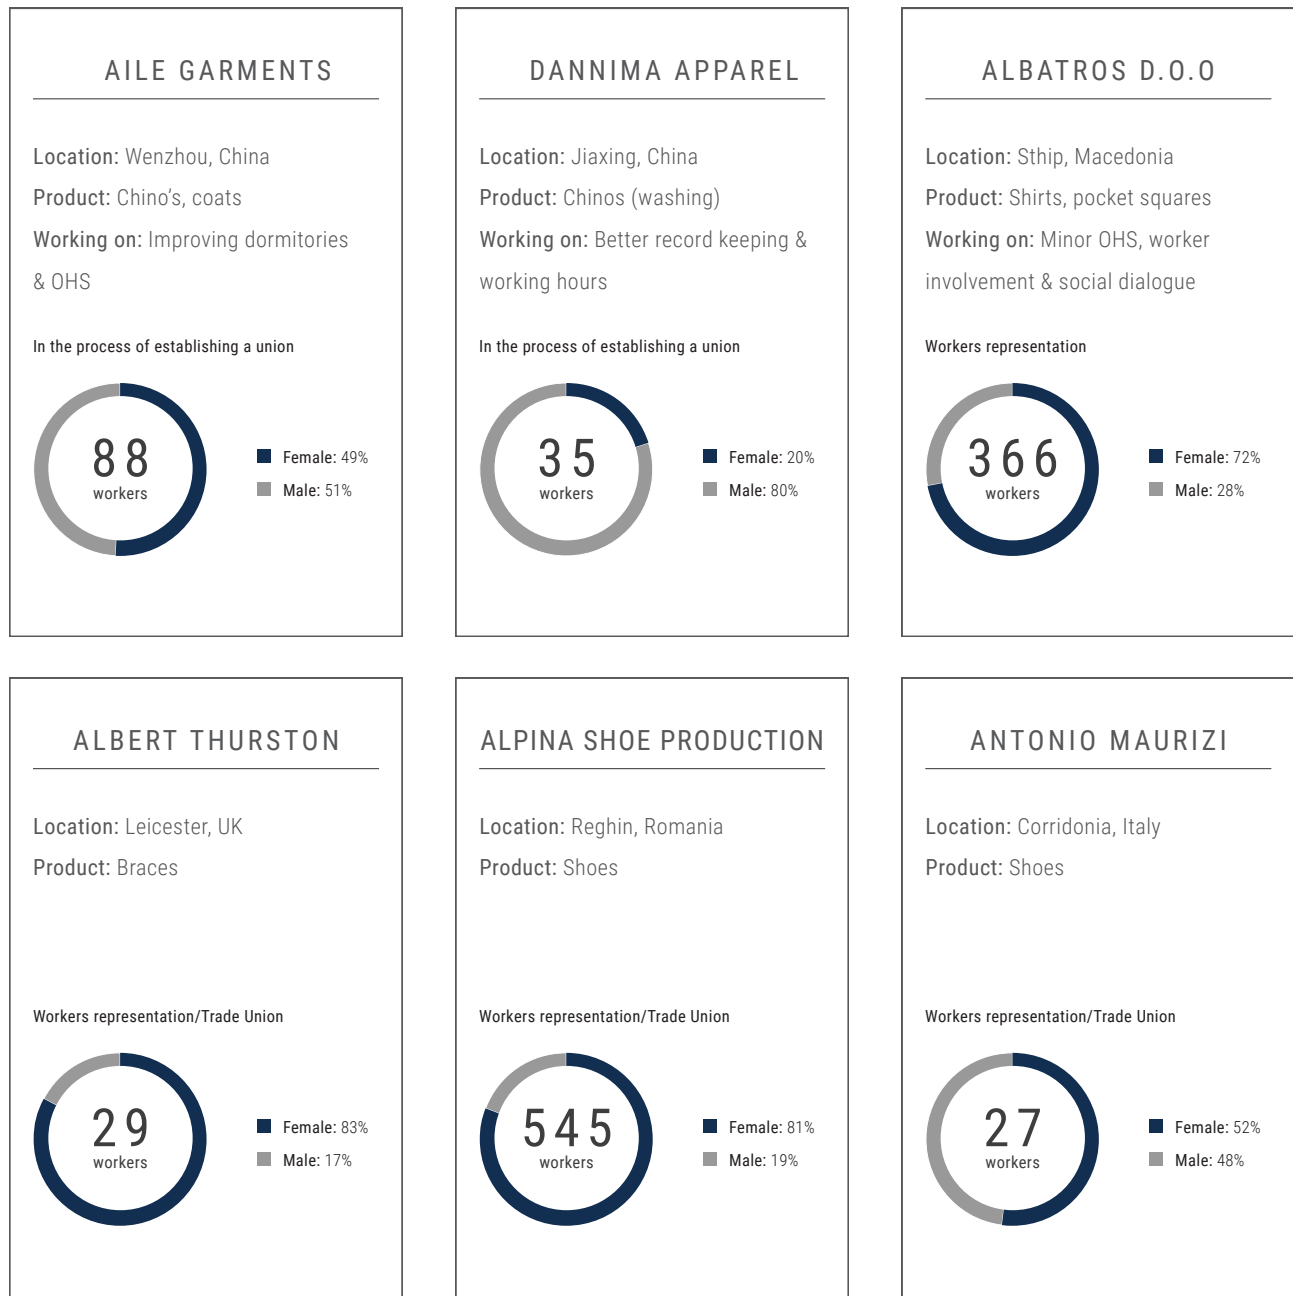 AILE GARMENTS
Location: Wenzhou, China
Product: Chino’s, coats
Working on: Improving dormitories
& OHS
In the process of establishing a union
88
workers
Female: 49%
Male: 51%
DANNIMA APPAREL
Location: Jiaxing, China
Product: Chinos (washing)
Working on: Better record keeping &
working hours
In the process of establishing a union
35
workers
Female: 20%
Male: 80%
ALBATROS D.O.O
Location: Sthip, Macedonia
Product: Shirts, pocket squares
Working on: Minor OHS, worker
involvement & social dialogue
Workers representation
366
workers
Female: 72%
Male: 28%
ALBERT THURSTON
Location: Leicester, UK
Product: Braces
Workers representation/Trade Union
29
workers
Female: 83%
Male: 17%
ALPINA SHOE PRODUCTION
Location: Reghin, Romania
Product: Shoes
Workers representation/Trade Union
545
workers
Female: 81%
Male: 19%
ANTONIO MAURIZI
Location: Corridonia, Italy
Product: Shoes
Workers representation/Trade Union
27
workers
Female: 52%
Male: 48%